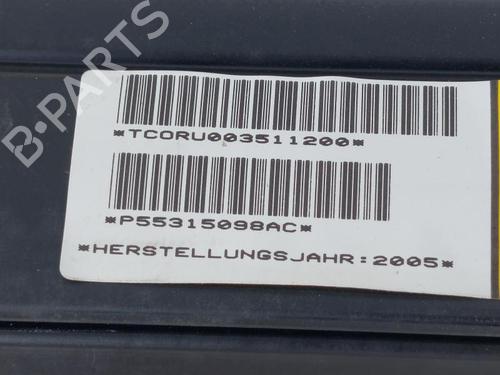 B-PARTS
*TCORU003511200*
*P55315098AC*
*HERSTELLUNGSJAHR:2005*